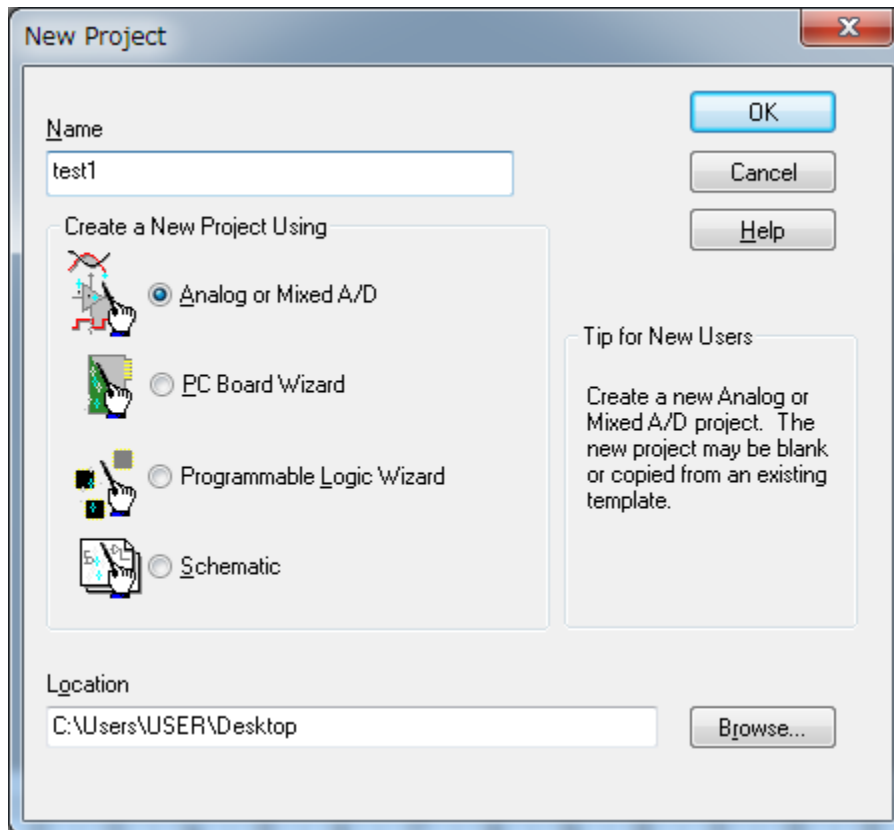 New Project
Name
test1
OK
Cancel
Help
Create a New Project Using
Analog or Mixed A/D
PC Board Wizard
Programmable Logic Wizard
Schematic
Tip for New Users
Create a new Analog or
Mixed A/D project. The
new project may be blank
or copied from an existing
template.
Location
C:\Users\USER\Desktop
Browse...